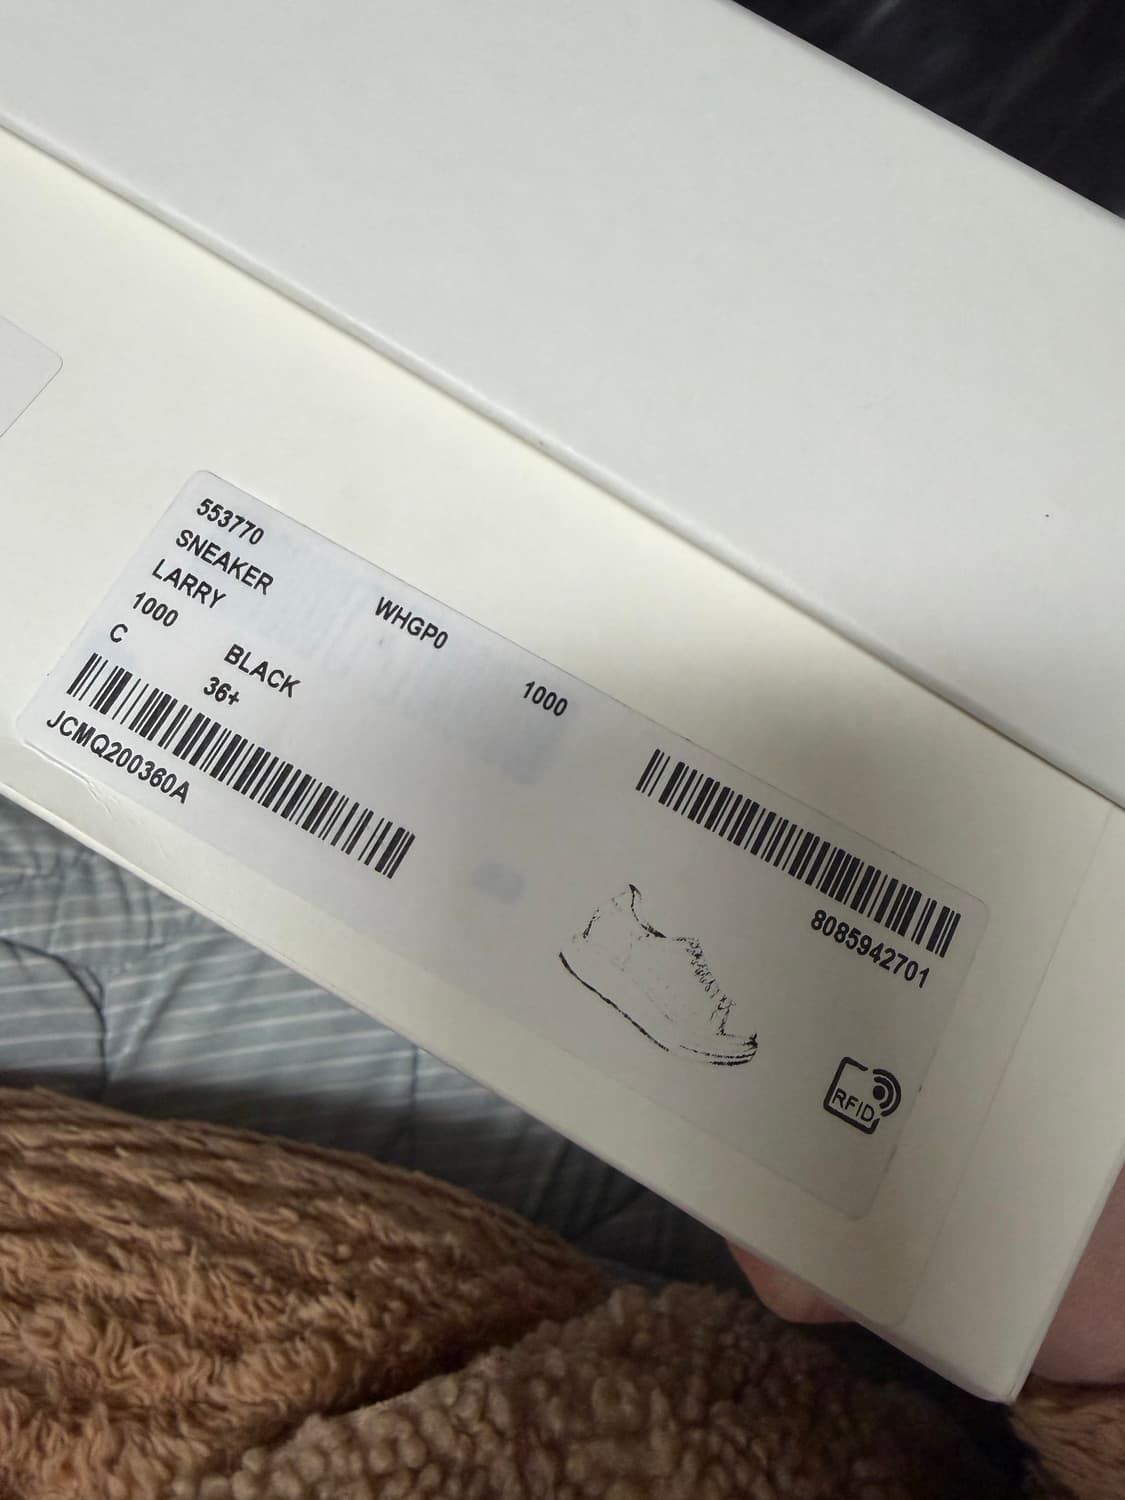 553770
SNEAKER
LARRY WHGP0 1000
1000 BLACK
C 36+
JCMQ200360A
8085942701
RFID